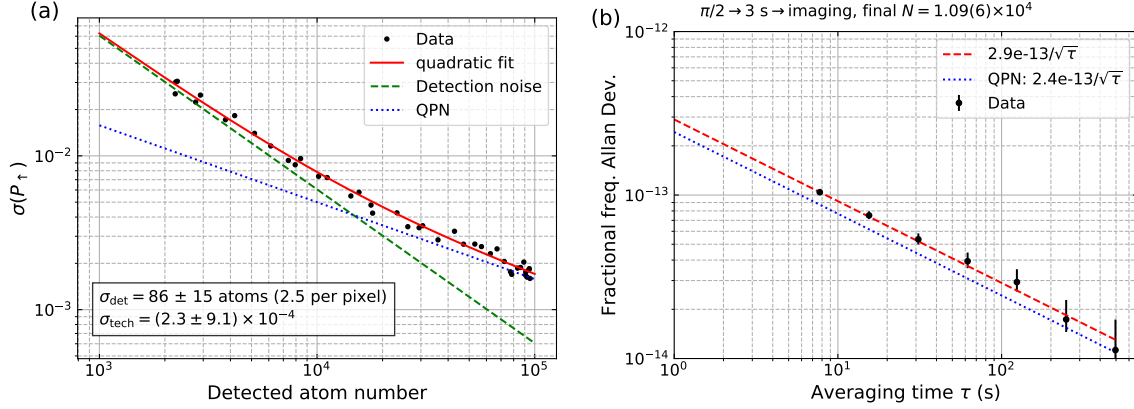 (a)
10⁻²
10⁻³
σ(P↑)
Data
quadratic fit
Detection noise
QPN
σdet = 86 ± 15 atoms (2.5 per pixel)
σtech = (2.3 ± 9.1) × 10⁻⁴
10³
10⁴
10⁵
Detected atom number
(b)
π/2 → 3 s → imaging, final N = 1.09(6)×10⁴
10⁻¹²
10⁻¹³
10⁻¹⁴
Fractional freq. Allan Dev.
2.9e-13/√τ
QPN: 2.4e-13/√τ
Data
10⁰
10¹
10²
Averaging time τ (s)